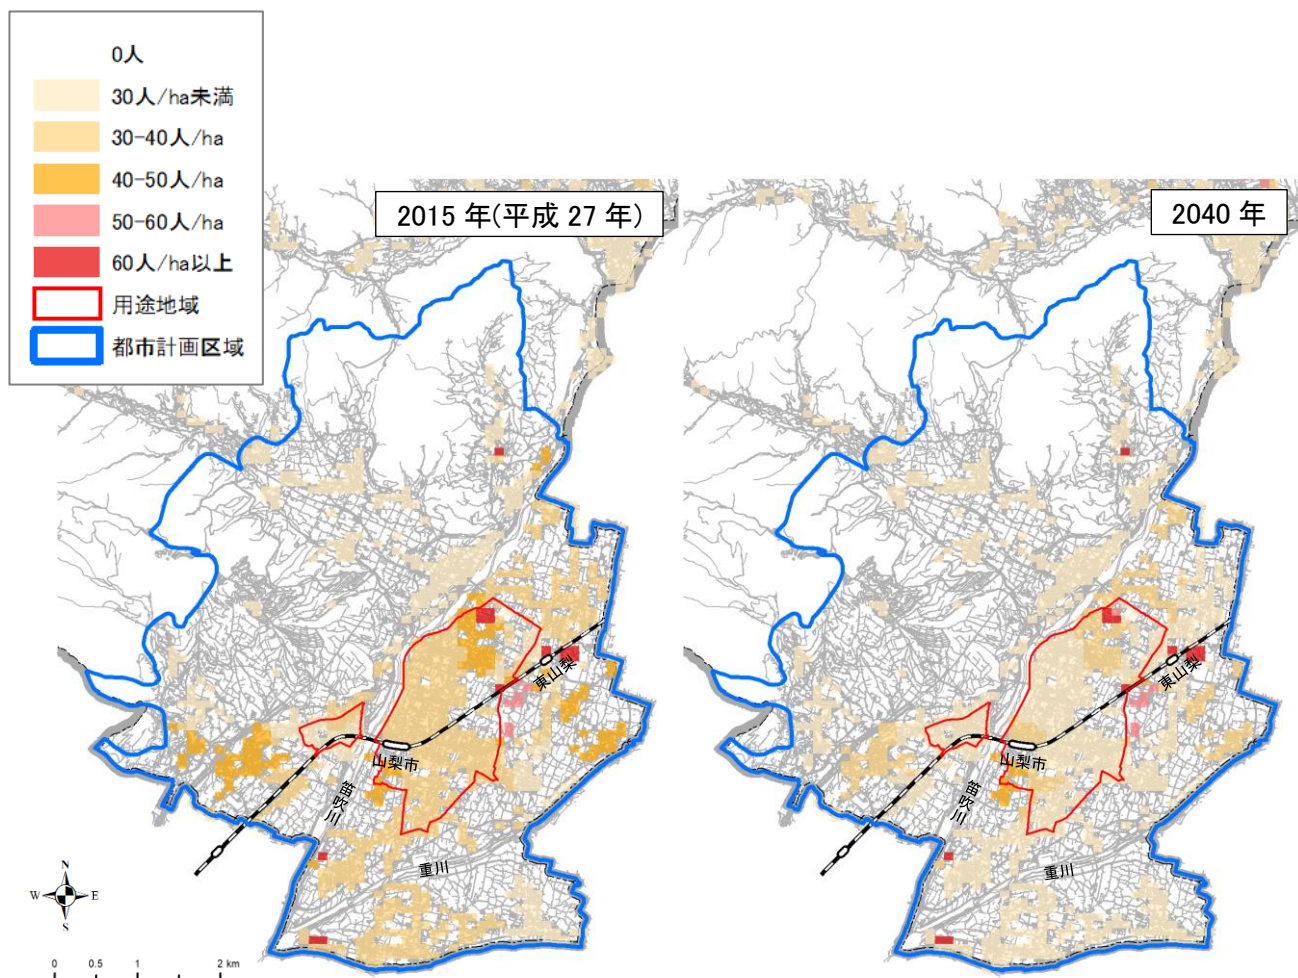 0人
30人/ha未満
30-40人/ha
40-50人/ha
50-60人/ha
60人/ha以上
用途地域
都市計画区域
2015 年(平成 27 年)
2040 年
東山梨
山梨市
笛吹川
重川
東山梨
山梨市
笛吹川
重川
N
W E
S
0 0.5 1 2 km